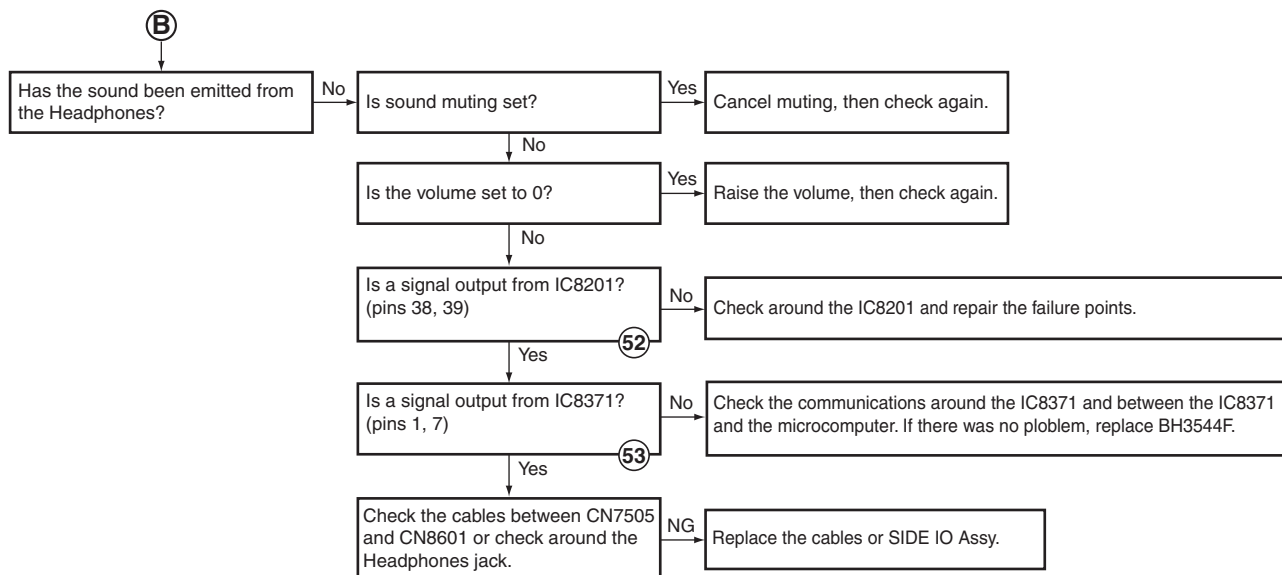 B
Has the sound been emitted from
the Headphones?
No
Is sound muting set?
Yes
Cancel muting, then check again.
No
Is the volume set to 0?
Yes
Raise the volume, then check again.
No
Is a signal output from IC8201?
(pins 38, 39)
52
No
Check around the IC8201 and repair the failure points.
Yes
Is a signal output from IC8371?
(pins 1, 7)
53
No
Check the communications around the IC8371 and between the IC8371
and the microcomputer. If there was no ploblem, replace BH3544F.
Yes
Check the cables between CN7505
and CN8601 or check around the
Headphones jack.
NG
Replace the cables or SIDE IO Assy.